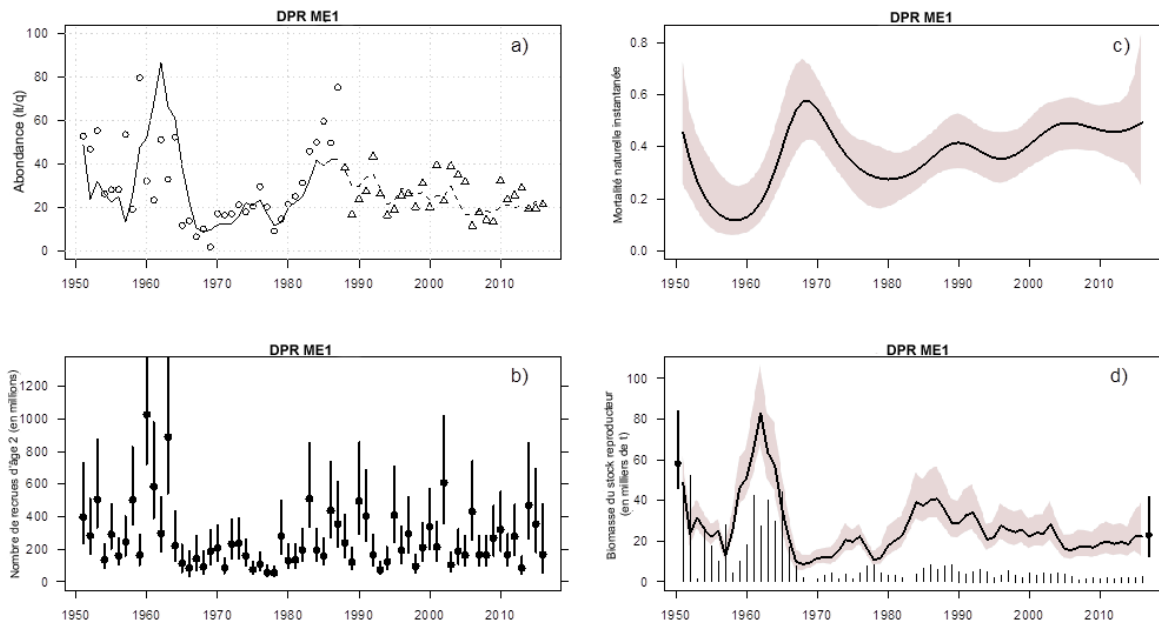 DPR ME1
a)
Abondance (lt/q)
100
80
60
40
20
0
1950 1960 1970 1980 1990 2000 2010
DPR ME1
c)
Mortalité naturelle instantanée
0.8
0.6
0.4
0.2
0.0
1950 1960 1970 1980 1990 2000 2010
DPR ME1
b)
Nombre de recrues d'âge 2 (en millions)
1200
1000
800
600
400
200
0
1950 1960 1970 1980 1990 2000 2010
DPR ME1
d)
Biomasse du stock reproducteur
(en milliers de t)
100
80
60
40
20
0
1950 1960 1970 1980 1990 2000 2010